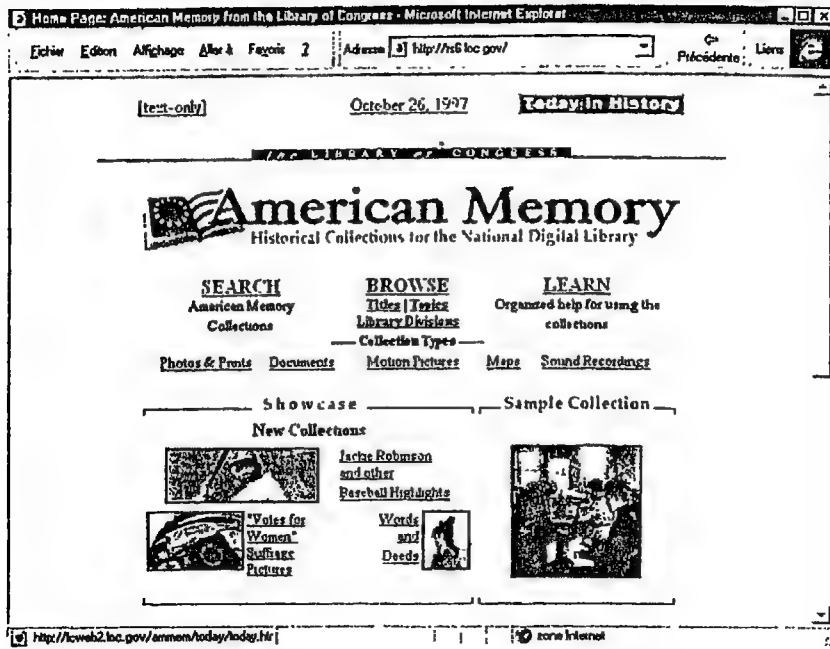 Home Page: American Memory from the Library of Congress - Microsoft Internet Explorer
Fichier Edition Affichage Aller à Favoris ? Adresse http://rs6.loc.gov/ Précédente Liens
[text-only] October 26, 1997 Today in History
the LIBRARY of CONGRESS
American Memory
Historical Collections for the National Digital Library
SEARCH BROWSE LEARN
American Memory Titles | Topics Organized help for using the
Collections Library Divisions collections
Collection Types
Photos & Prints Documents Motion Pictures Maps Sound Recordings
Showcase Sample Collection
New Collections
Jackie Robinson
and other
Baseball Highlights
"Votes for Words
Women" and
Suffrage Deeds
Pictures
http://lcweb2.loc.gov/ammem/today/today.htr zone Internet